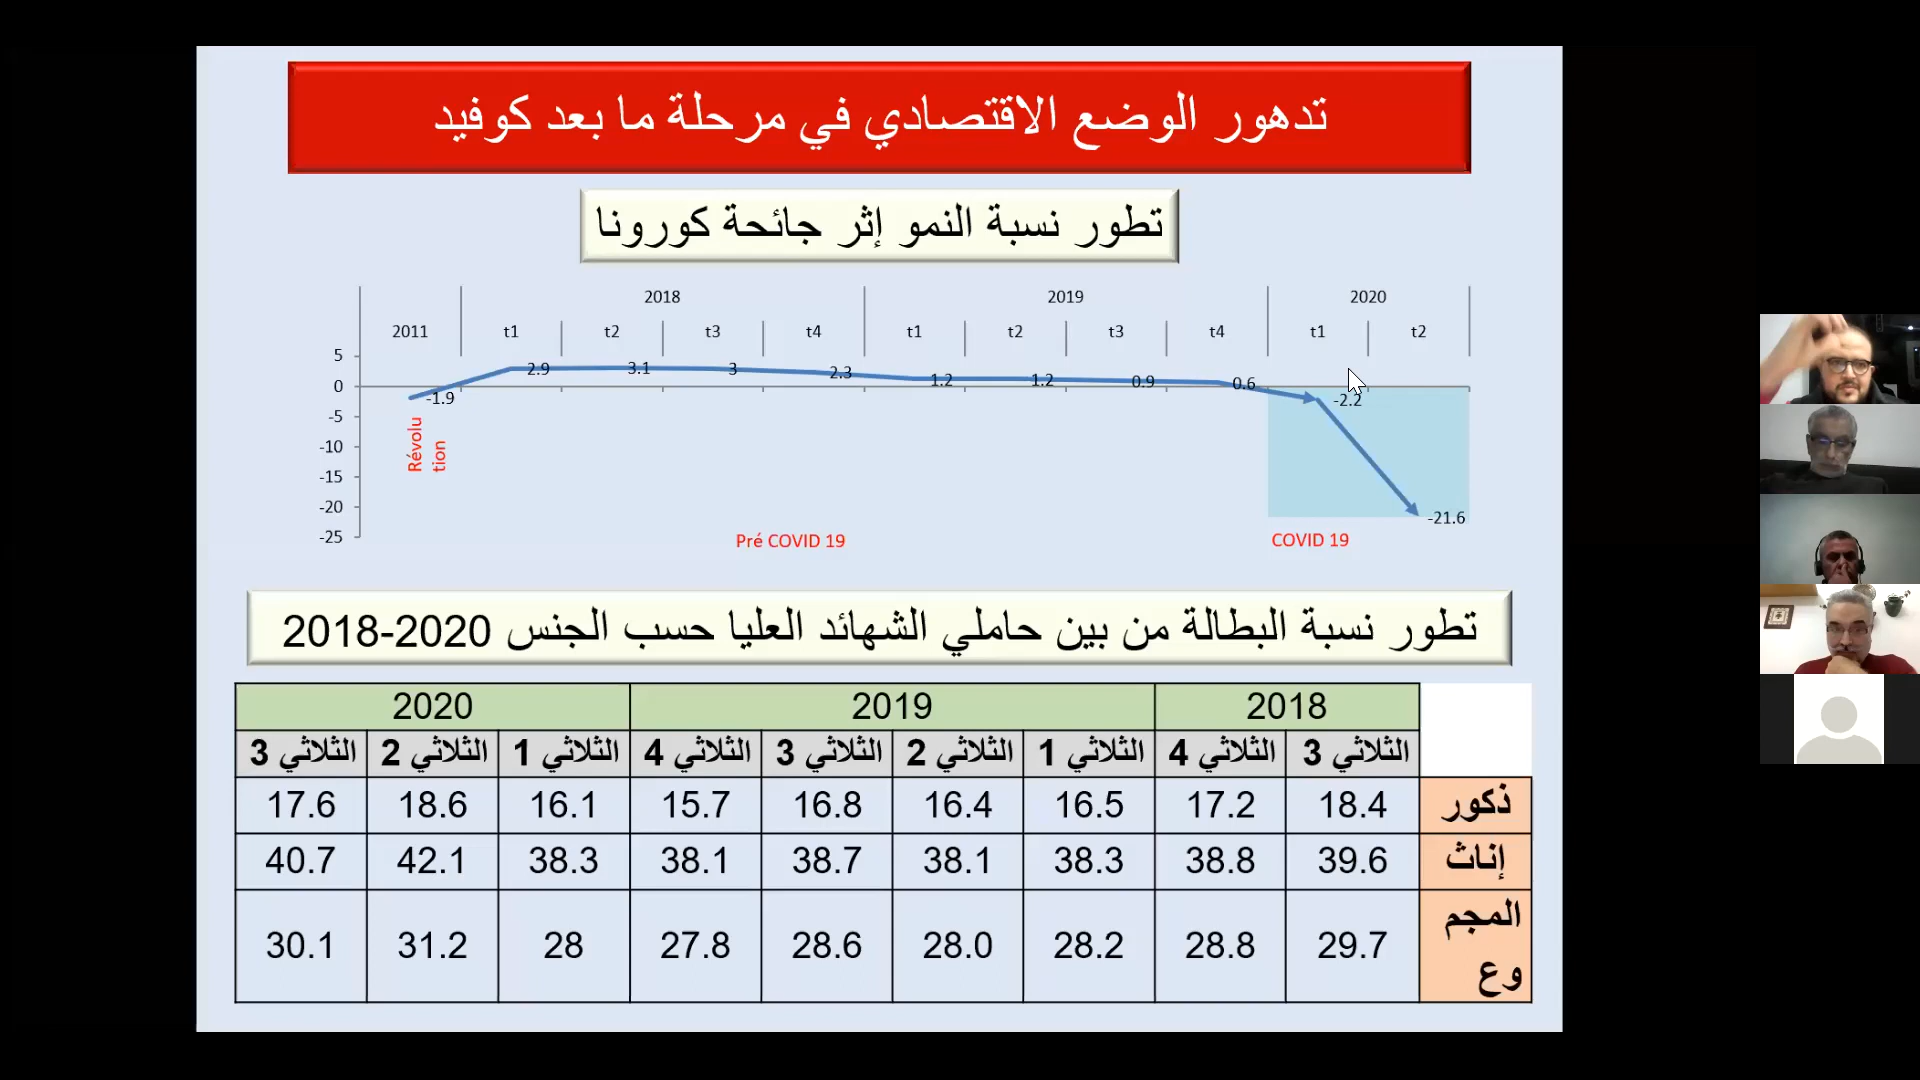 تدهور الوضع الاقتصادي في مرحلة ما بعد كوفيد
تطور نسبة النمو إثر جائحة كورونا
2018 2019 2020
2011 t1 t2 t3 t4 t1 t2 t3 t4 t1 t2
5
0
-5
-10
-15
-20
-25
-1.9 2.9 3.1 3 2.3 1.2 1.2 0.9 0.6 -2.2 -21.6
Révolu
tion
Pré COVID 19
COVID 19
تطور نسبة البطالة من بين حاملي الشهائد العليا حسب الجنس 2020-2018
2018 2019 2020
الثلاثي 3 الثلاثي 4 الثلاثي 1 الثلاثي 2 الثلاثي 3 الثلاثي 4 الثلاثي 1 الثلاثي 2 الثلاثي 3
ذكور 18.4 17.2 16.5 16.4 16.8 15.7 16.1 18.6 17.6
إناث 39.6 38.8 38.3 38.1 38.7 38.1 38.3 42.1 40.7
المجم
وع
29.7 28.8 28.2 28.0 28.6 27.8 28 31.2 30.1